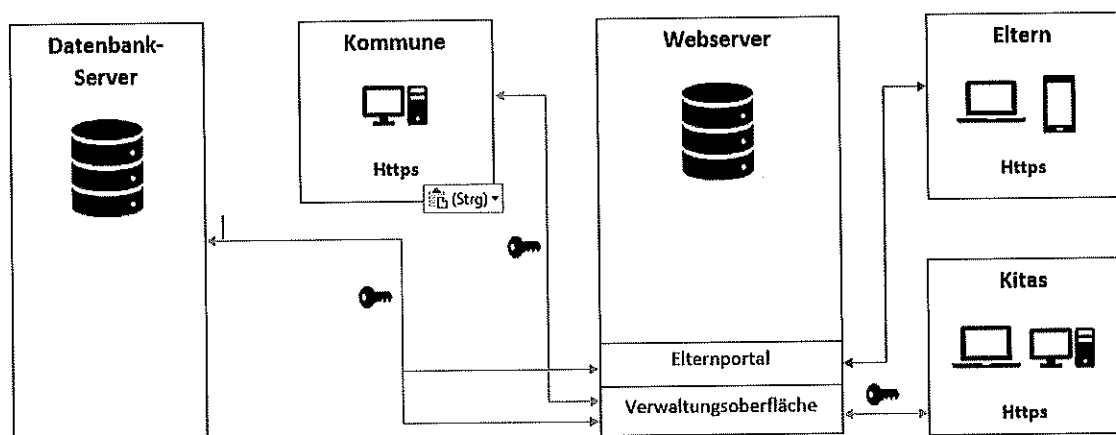 Datenbank-
Server
Kommune
Https
(Strg)
Webserver
Elternportal
Verwaltungsoberfläche
Eltern
Https
Kitas
Https